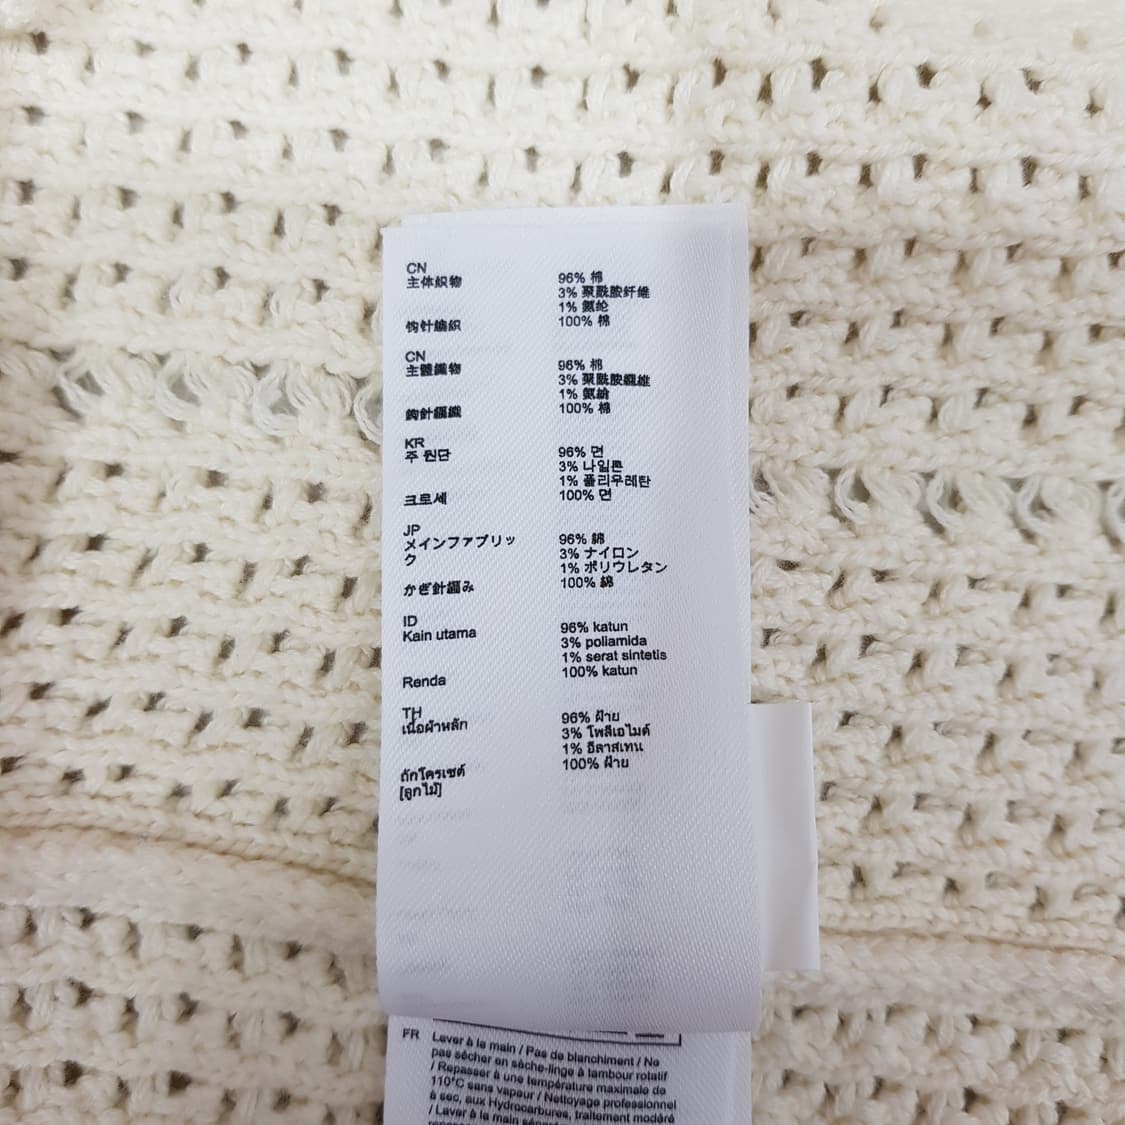 CN
主体织物
96% 棉
3% 聚酰胺纤维
1% 氨纶
钩针编织
100% 棉
CN
主體織物
96% 棉
3% 聚酰胺纖維
1% 氨綸
鉤針編織
100% 棉
KR
주 원단
96% 면
3% 나일론
1% 폴리우레탄
크로셰
100% 면
JP
メインファブリッ
ク
96% 綿
3% ナイロン
1% ポリウレタン
かぎ針編み
100% 綿
ID
Kain utama
96% katun
3% poliamida
1% serat sintetis
Renda
100% katun
TH
เนื้อผ้าหลัก
96% ฝ้าย
3% โพลีเอไมด์
1% อีลาสเทน
ถักโครเชต์
[ลูกไม้]
100% ฝ้าย
FR
Laver à la main / Pas de blanchiment / Ne
pas sécher en sèche-linge à tambour rotatif
/ Repasser à une température maximale de
110°C sans vapeur / Nettoyage professionnel
à sec, aux Hydrocarbures, traitement modéré
/ Laver à la main